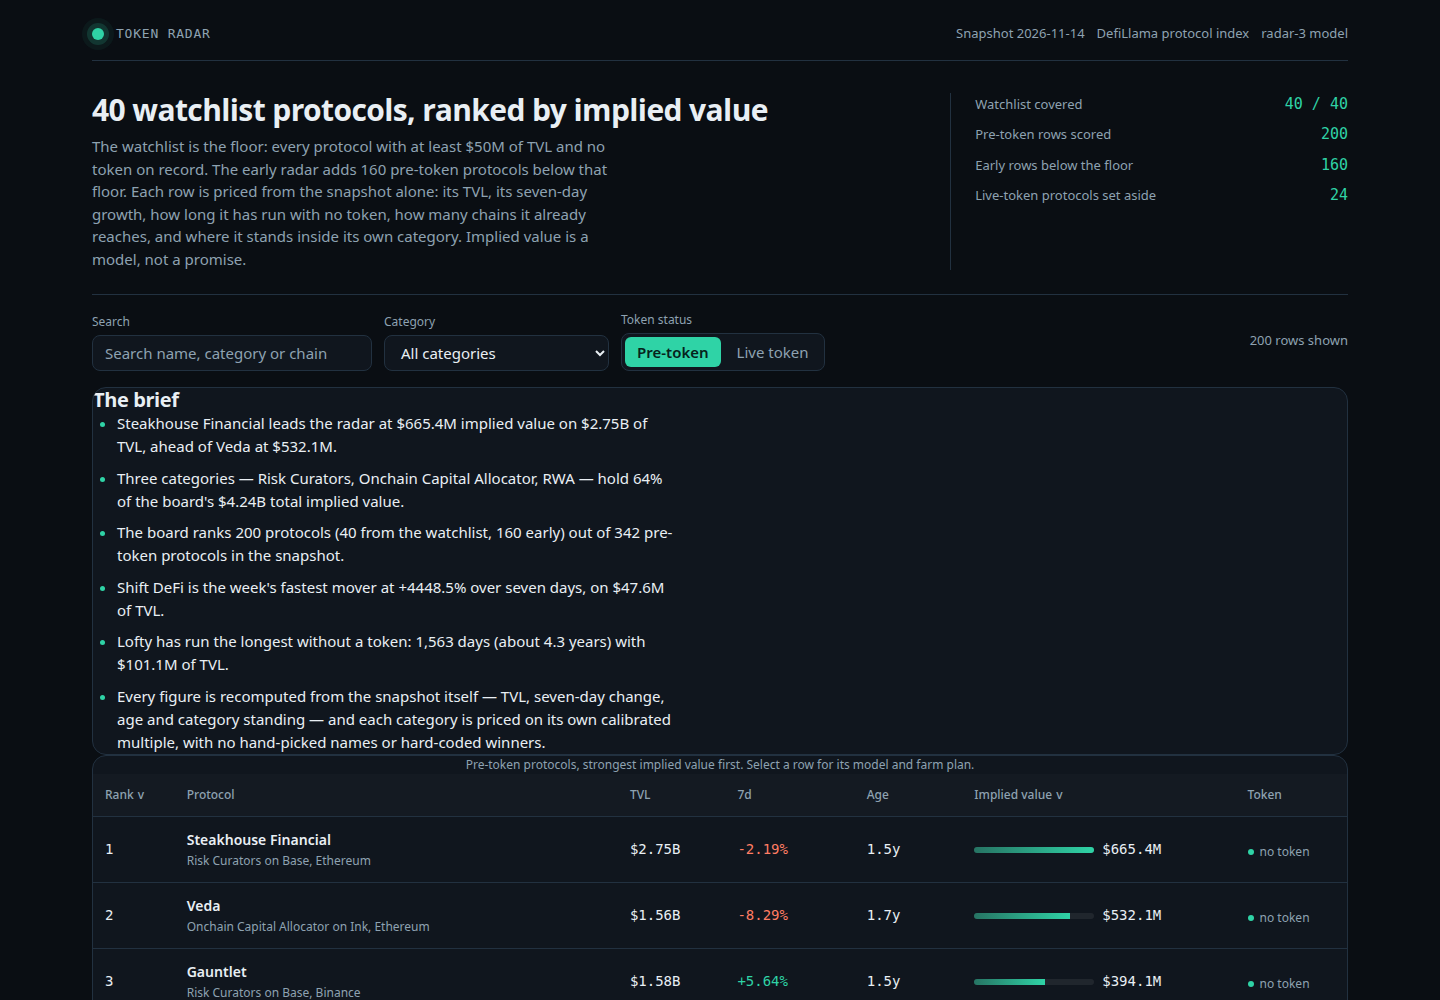 TOKEN RADAR
Snapshot 2026-11-14 DefiLlama protocol index radar-3 model
40 watchlist protocols, ranked by implied value
The watchlist is the floor: every protocol with at least $50M of TVL and no
token on record. The early radar adds 160 pre-token protocols below that
floor. Each row is priced from the snapshot alone: its TVL, its seven-day
growth, how long it has run with no token, how many chains it already
reaches, and where it stands inside its own category. Implied value is a
model, not a promise.
Watchlist covered 40 / 40
Pre-token rows scored 200
Early rows below the floor 160
Live-token protocols set aside 24
Search Category Token status
Search name, category or chain All categories Pre-token Live token
200 rows shown
The brief
Steakhouse Financial leads the radar at $665.4M implied value on $2.75B of
TVL, ahead of Veda at $532.1M.
Three categories — Risk Curators, Onchain Capital Allocator, RWA — hold 64%
of the board's $4.24B total implied value.
The board ranks 200 protocols (40 from the watchlist, 160 early) out of 342 pre-
token protocols in the snapshot.
Shift DeFi is the week's fastest mover at +4448.5% over seven days, on $47.6M
of TVL.
Lofty has run the longest without a token: 1,563 days (about 4.3 years) with
$101.1M of TVL.
Every figure is recomputed from the snapshot itself — TVL, seven-day change,
age and category standing — and each category is priced on its own calibrated
multiple, with no hand-picked names or hard-coded winners.
Pre-token protocols, strongest implied value first. Select a row for its model and farm plan.
Rank v Protocol TVL 7d Age Implied value v Token
1 Steakhouse Financial $2.75B -2.19% 1.5y $665.4M no token
Risk Curators on Base, Ethereum
2 Veda $1.56B -8.29% 1.7y $532.1M no token
Onchain Capital Allocator on Ink, Ethereum
3 Gauntlet $1.58B +5.64% 1.5y $394.1M no token
Risk Curators on Base, Binance